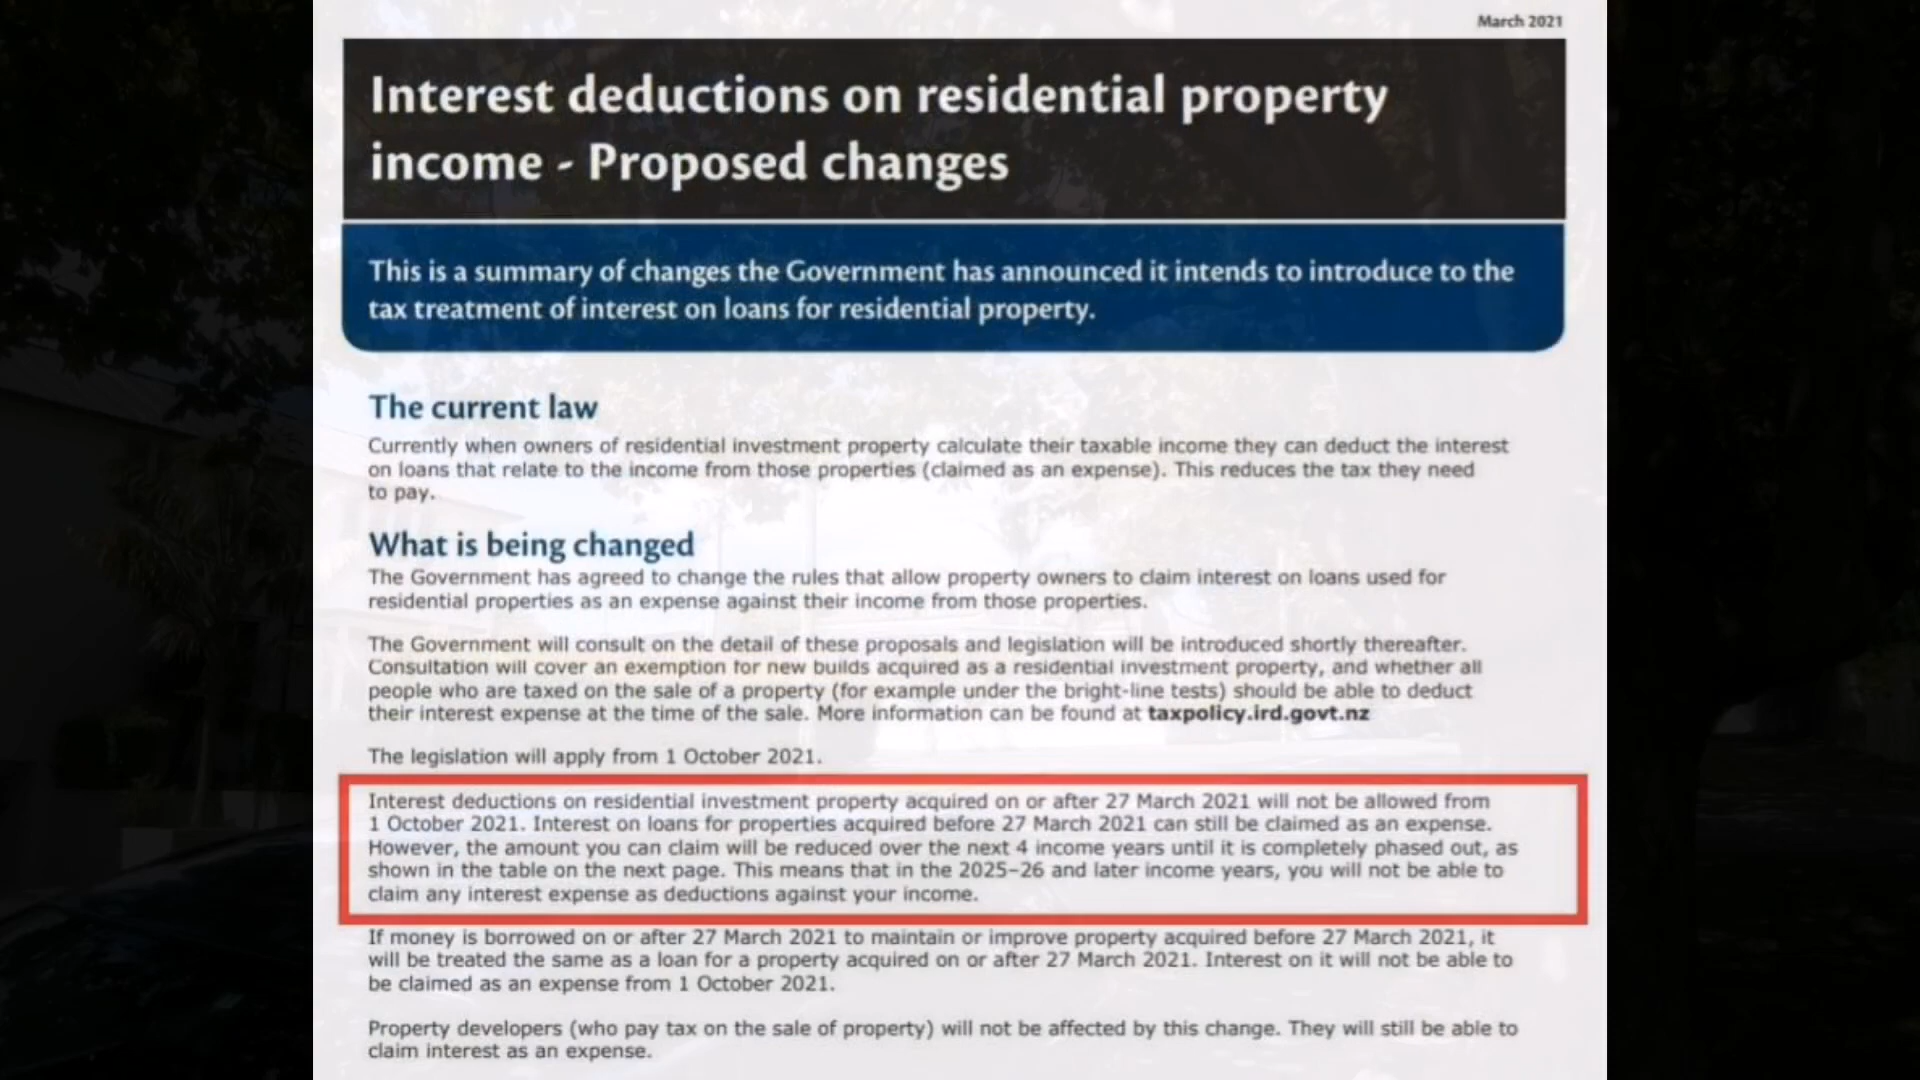 March 2021
Interest deductions on residential property
income - Proposed changes
This is a summary of changes the Government has announced it intends to introduce to the
tax treatment of interest on loans for residential property.
The current law
Currently when owners of residential investment property calculate their taxable income they can deduct the interest
on loans that relate to the income from those properties (claimed as an expense). This reduces the tax they need
to pay.
What is being changed
The Government has agreed to change the rules that allow property owners to claim interest on loans used for
residential properties as an expense against their income from those properties.
The Government will consult on the detail of these proposals and legislation will be introduced shortly thereafter.
Consultation will cover an exemption for new builds acquired as a residential investment property, and whether all
people who are taxed on the sale of a property (for example under the bright-line tests) should be able to deduct
their interest expense at the time of the sale. More information can be found at taxpolicy.ird.govt.nz
The legislation will apply from 1 October 2021.
Interest deductions on residential investment property acquired on or after 27 March 2021 will not be allowed from
1 October 2021. Interest on loans for properties acquired before 27 March 2021 can still be claimed as an expense.
However, the amount you can claim will be reduced over the next 4 income years until it is completely phased out, as
shown in the table on the next page. This means that in the 2025–26 and later income years, you will not be able to
claim any interest expense as deductions against your income.
If money is borrowed on or after 27 March 2021 to maintain or improve property acquired before 27 March 2021, it
will be treated the same as a loan for a property acquired on or after 27 March 2021. Interest on it will not be able to
be claimed as an expense from 1 October 2021.
Property developers (who pay tax on the sale of property) will not be affected by this change. They will still be able to
claim interest as an expense.